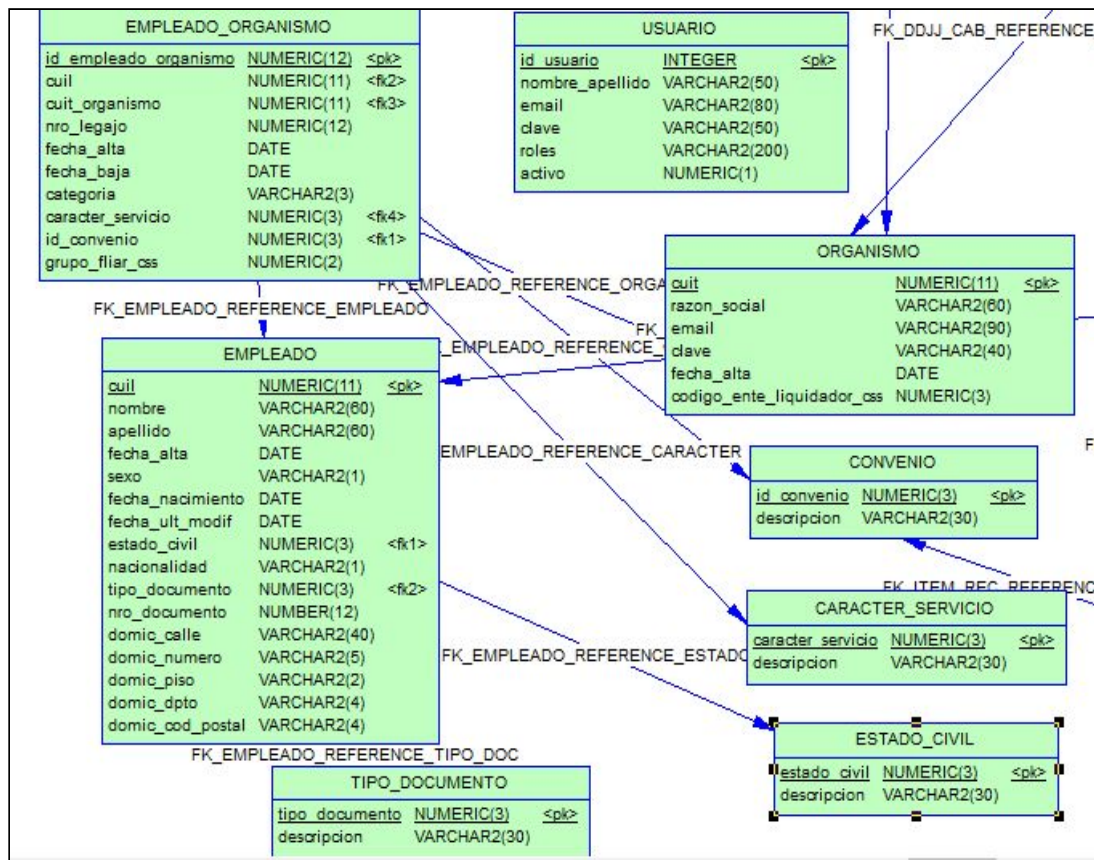 EMPLEADO_ORGANISMO
id_empleado_organismo NUMERIC(12) <pk>
cuil NUMERIC(11) <fk2>
cuit_organismo NUMERIC(11) <fk3>
nro_legajo NUMERIC(12)
fecha_alta DATE
fecha_baja DATE
categoria VARCHAR2(3)
caracter_servicio NUMERIC(3) <fk4>
id_convenio NUMERIC(3) <fk1>
grupo_fliar_css NUMERIC(2)
USUARIO
id_usuario INTEGER <pk>
nombre_apellido VARCHAR2(50)
email VARCHAR2(80)
clave VARCHAR2(50)
roles VARCHAR2(200)
activo NUMERIC(1)
FK_DDJJ_CAB_REFERENCE
ORGANISMO
cuit NUMERIC(11) <pk>
razon_social VARCHAR2(60)
email VARCHAR2(90)
clave VARCHAR2(40)
fecha_alta DATE
codigo_ente_liquidador_css NUMERIC(3)
FK_EMPLEADO_REFERENCE_ORGA
FK_EMPLEADO_REFERENCE_EMPLEADO
FK_
_EMPLEADO_REFERENCE_
EMPLEADO
cuil NUMERIC(11) <pk>
nombre VARCHAR2(60)
apellido VARCHAR2(60)
fecha_alta DATE
sexo VARCHAR2(1)
fecha_nacimiento DATE
fecha_ult_modif DATE
estado_civil NUMERIC(3) <fk1>
nacionalidad VARCHAR2(1)
tipo_documento NUMERIC(3) <fk2>
nro_documento NUMBER(12)
domic_calle VARCHAR2(40)
domic_numero VARCHAR2(5)
domic_piso VARCHAR2(2)
domic_dpto VARCHAR2(4)
domic_cod_postal VARCHAR2(4)
EMPLEADO_REFERENCE_CARACTER
F
CONVENIO
id_convenio NUMERIC(3) <pk>
descripcion VARCHAR2(30)
FK_ITEM_REC_REFERENC
CARACTER_SERVICIO
caracter_servicio NUMERIC(3) <pk>
descripcion VARCHAR2(30)
FK_EMPLEADO_REFERENCE_ESTADO
ESTADO_CIVIL
estado_civil NUMERIC(3) <pk>
descripcion VARCHAR2(30)
FK_EMPLEADO_REFERENCE_TIPO_DOC
TIPO_DOCUMENTO
tipo_documento NUMERIC(3) <pk>
descripcion VARCHAR2(30)